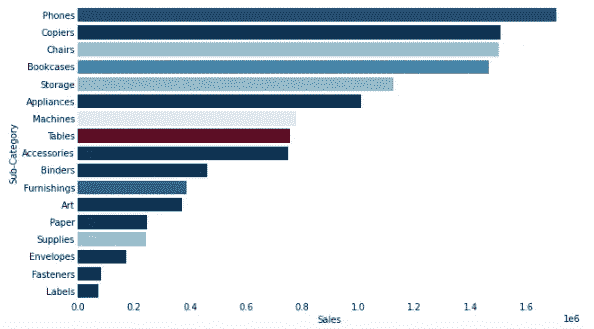 Phones
Copiers
Chairs
Bookcases
Storage
Appliances
Machines
Tables
Accessories
Binders
Furnishings
Art
Paper
Supplies
Envelopes
Fasteners
Labels
Sub-Category
0.0 0.2 0.4 0.6 0.8 1.0 1.2 1.4 1.6
Sales
1e6